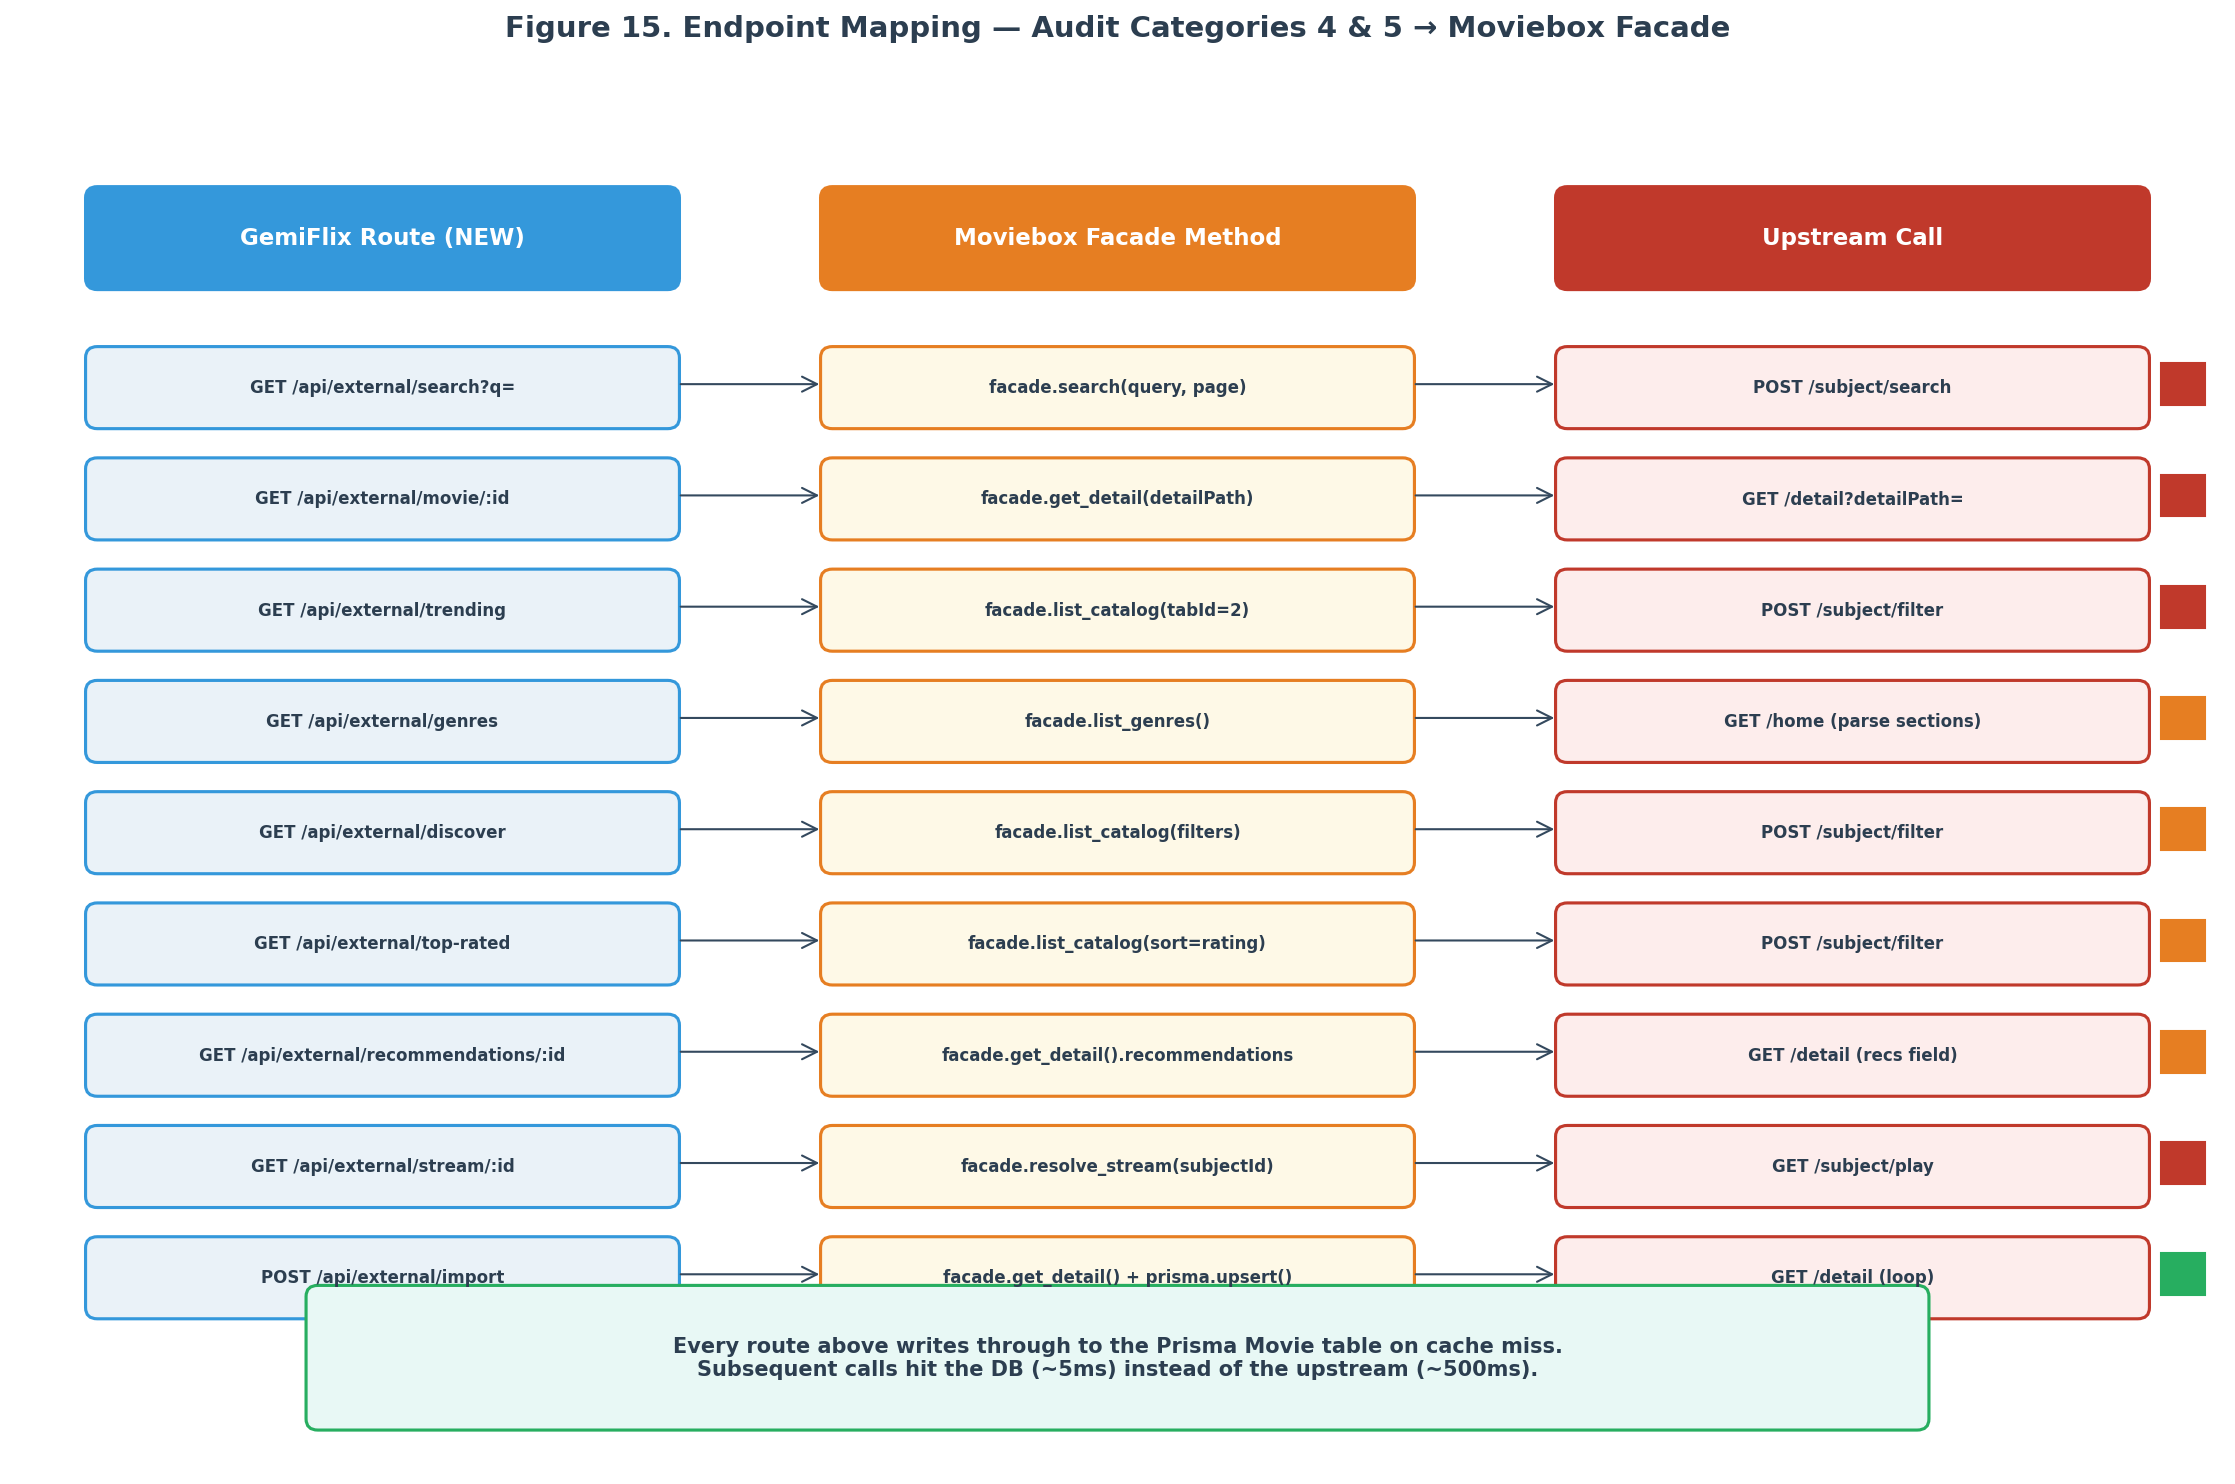 Figure 15. Endpoint Mapping — Audit Categories 4 & 5 → Moviebox Facade
GemiFlix Route (NEW)
Moviebox Facade Method
Upstream Call
GET /api/external/search?q=
facade.search(query, page)
POST /subject/search
GET /api/external/movie/:id
facade.get_detail(detailPath)
GET /detail?detailPath=
GET /api/external/trending
facade.list_catalog(tabId=2)
POST /subject/filter
GET /api/external/genres
facade.list_genres()
GET /home (parse sections)
GET /api/external/discover
facade.list_catalog(filters)
POST /subject/filter
GET /api/external/top-rated
facade.list_catalog(sort=rating)
POST /subject/filter
GET /api/external/recommendations/:id
facade.get_detail().recommendations
GET /detail (recs field)
GET /api/external/stream/:id
facade.resolve_stream(subjectId)
GET /subject/play
POST /api/external/import
facade.get_detail() + prisma.upsert()
GET /detail (loop)
Every route above writes through to the Prisma Movie table on cache miss.
Subsequent calls hit the DB (~5ms) instead of the upstream (~500ms).